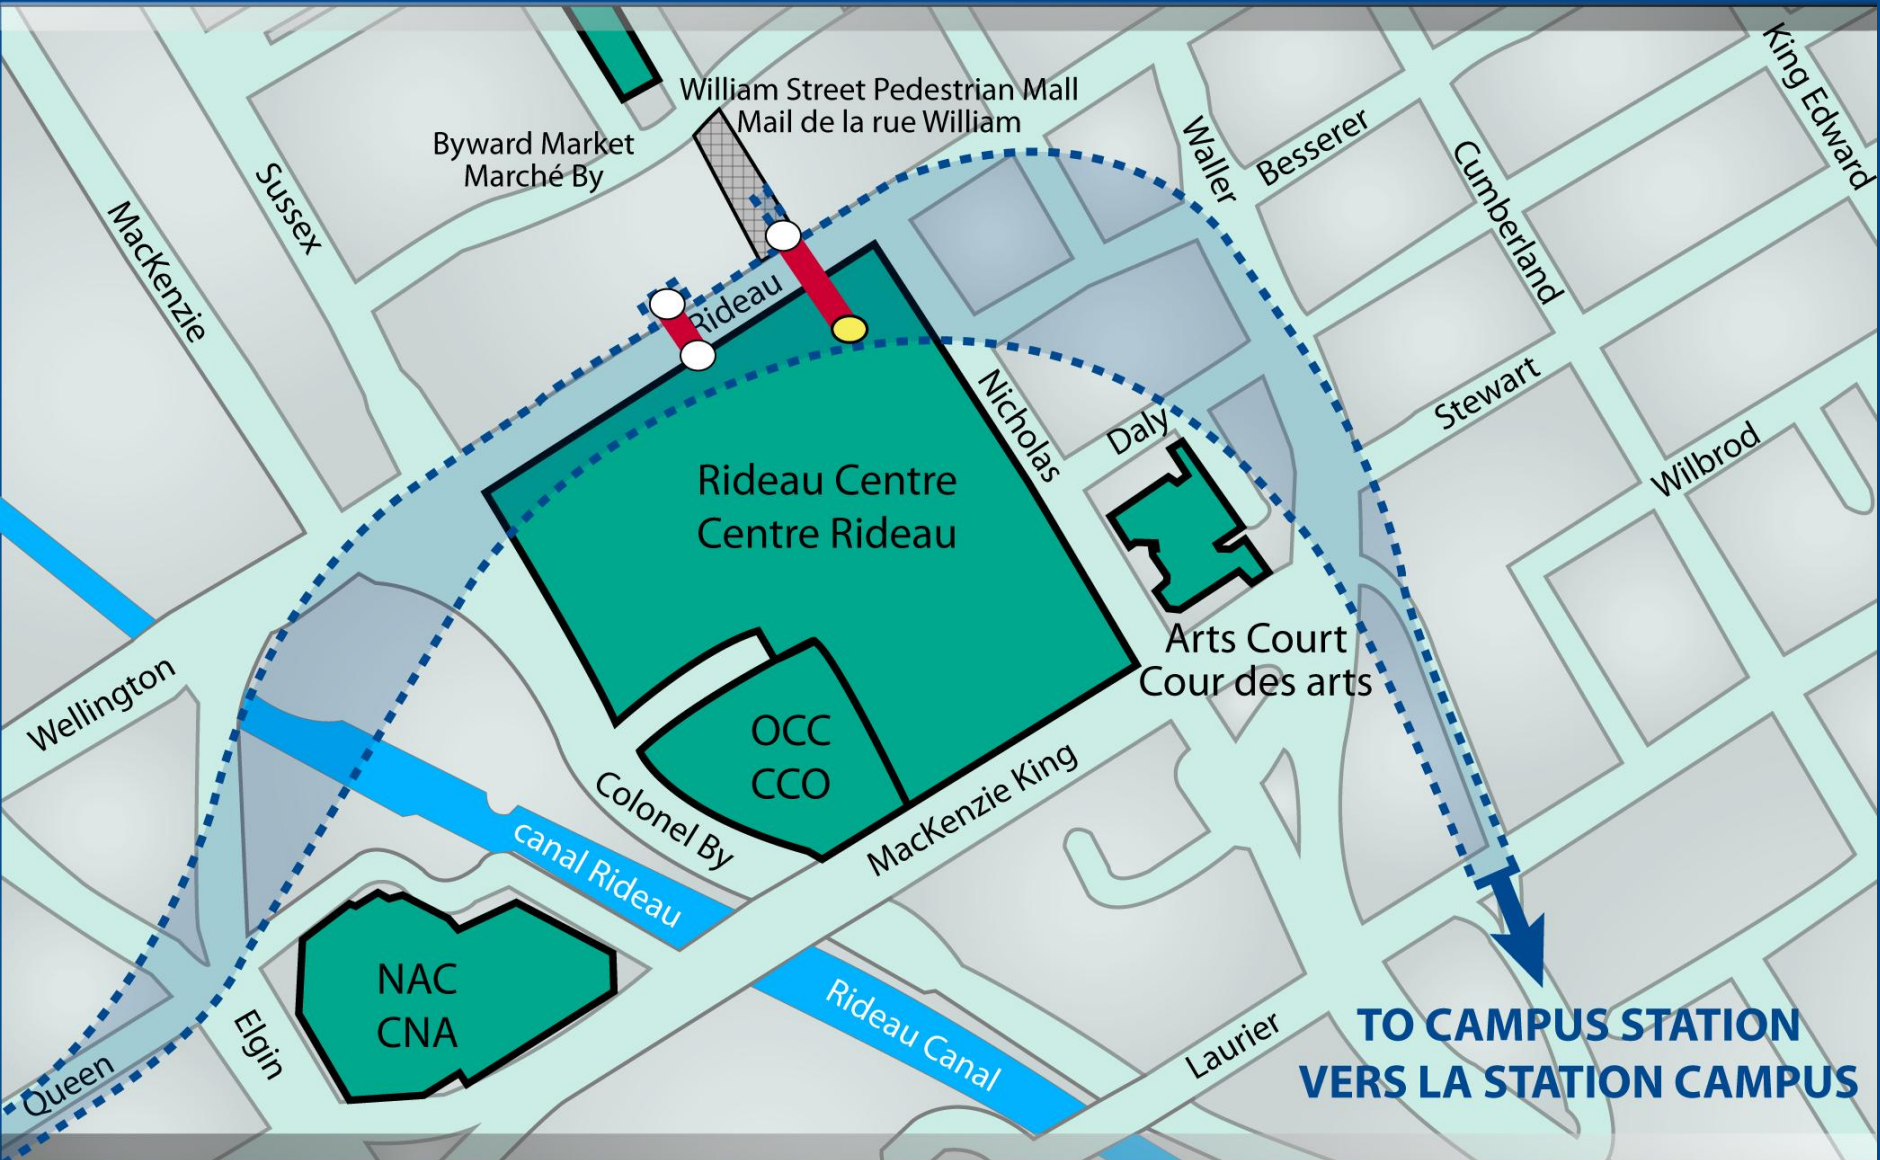 King Edward
William Street Pedestrian Mall
Mail de la rue William
Byward Market
Marché By
Waller
Besserer
Cumberland
Sussex
MacKenzie
Rideau
Nicholas
Daly
Stewart
Wilbrod
Rideau Centre
Centre Rideau
Arts Court
Cour des arts
Wellington
OCC
CCO
Colonel By
MacKenzie King
canal Rideau
NAC
CNA
Rideau Canal
Elgin
Queen
Laurier
TO CAMPUS STATION
VERS LA STATION CAMPUS